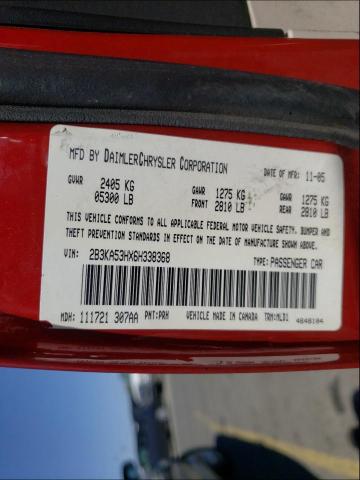 MFD BY DAIMLERCHRYSLER CORPORATION DATE OF MFR: 11-05
GVWR 2405 KG 05300 LB GAWR FRONT 1275 KG 2810 LB GAWR REAR 1275 KG 2810 LB
THIS VEHICLE CONFORMS TO ALL APPLICABLE FEDERAL MOTOR VEHICLE SAFETY, BUMPER AND
THEFT PREVENTION STANDARDS IN EFFECT ON THE DATE OF MANUFACTURE SHOWN ABOVE.
VIN: 2B3KA53HX6H338368 TYPE: PASSENGER CAR
MDH: 111721 307AA PNT: PRH VEHICLE MADE IN CANADA TRM: MLD1
4648104